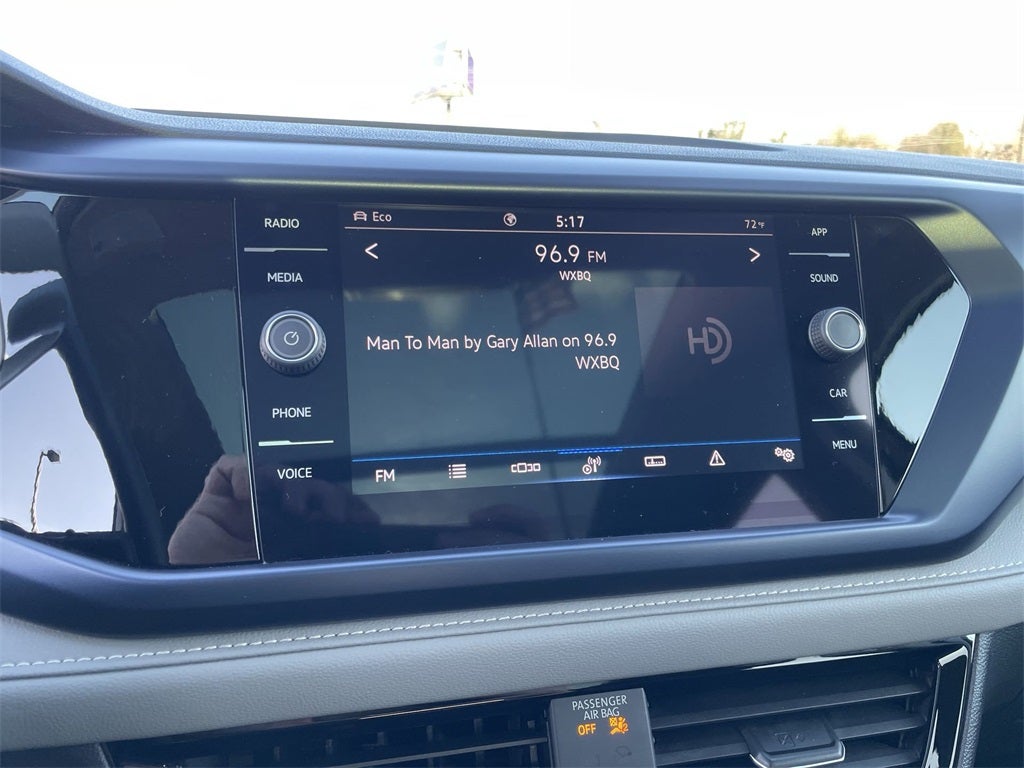 RADIO
MEDIA
PHONE
VOICE
Eco
5:17
72°F
96.9 FM
WXBQ
Man To Man by Gary Allan on 96.9
WXBQ
HD
FM
APP
SOUND
CAR
MENU
PASSENGER
AIR BAG
OFF